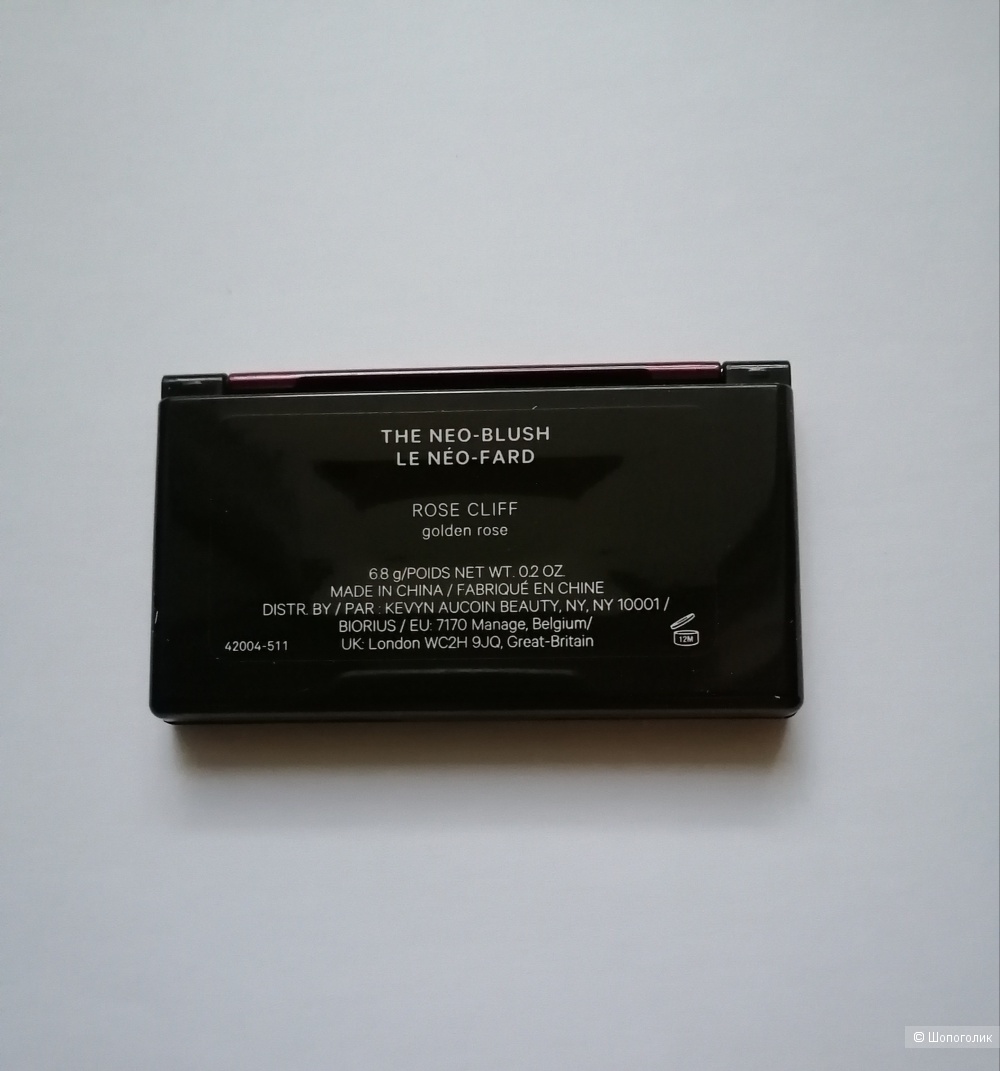 THE NEO-BLUSH
LE NÉO-FARD
ROSE CLIFF
golden rose
6.8 g/POIDS NET WT. 0.2 OZ.
MADE IN CHINA / FABRIQUÉ EN CHINE
DISTR. BY / PAR : KEVYN AUCOIN BEAUTY, NY, NY 10001 /
BIORIUS / EU: 7170 Manage, Belgium/
UK: London WC2H 9JQ, Great-Britain
42004-511
12M
© Шопоголик